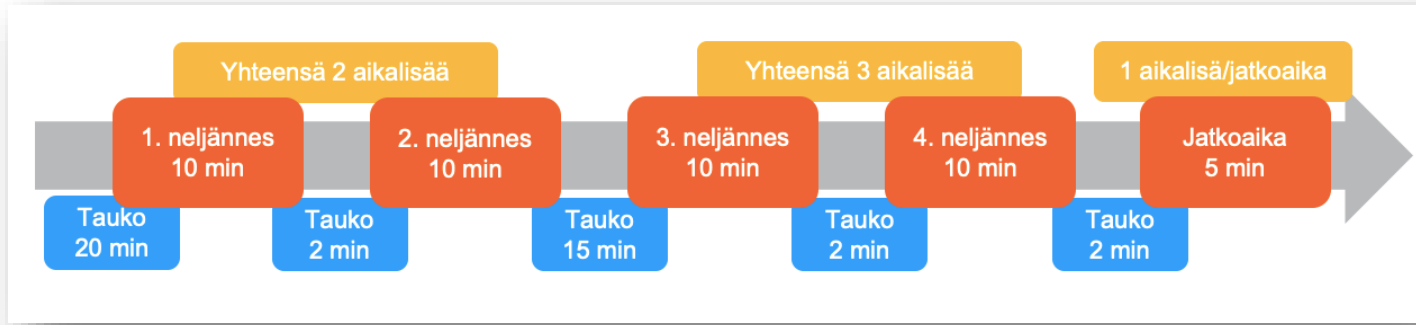 Yhteensä 2 aikalisää
Yhteensä 3 aikalisää
1 aikalisä/jatkoaika
1. neljännes
10 min
2. neljännes
10 min
3. neljännes
10 min
4. neljännes
10 min
Jatkoaika
5 min
Tauko
20 min
Tauko
2 min
Tauko
15 min
Tauko
2 min
Tauko
2 min